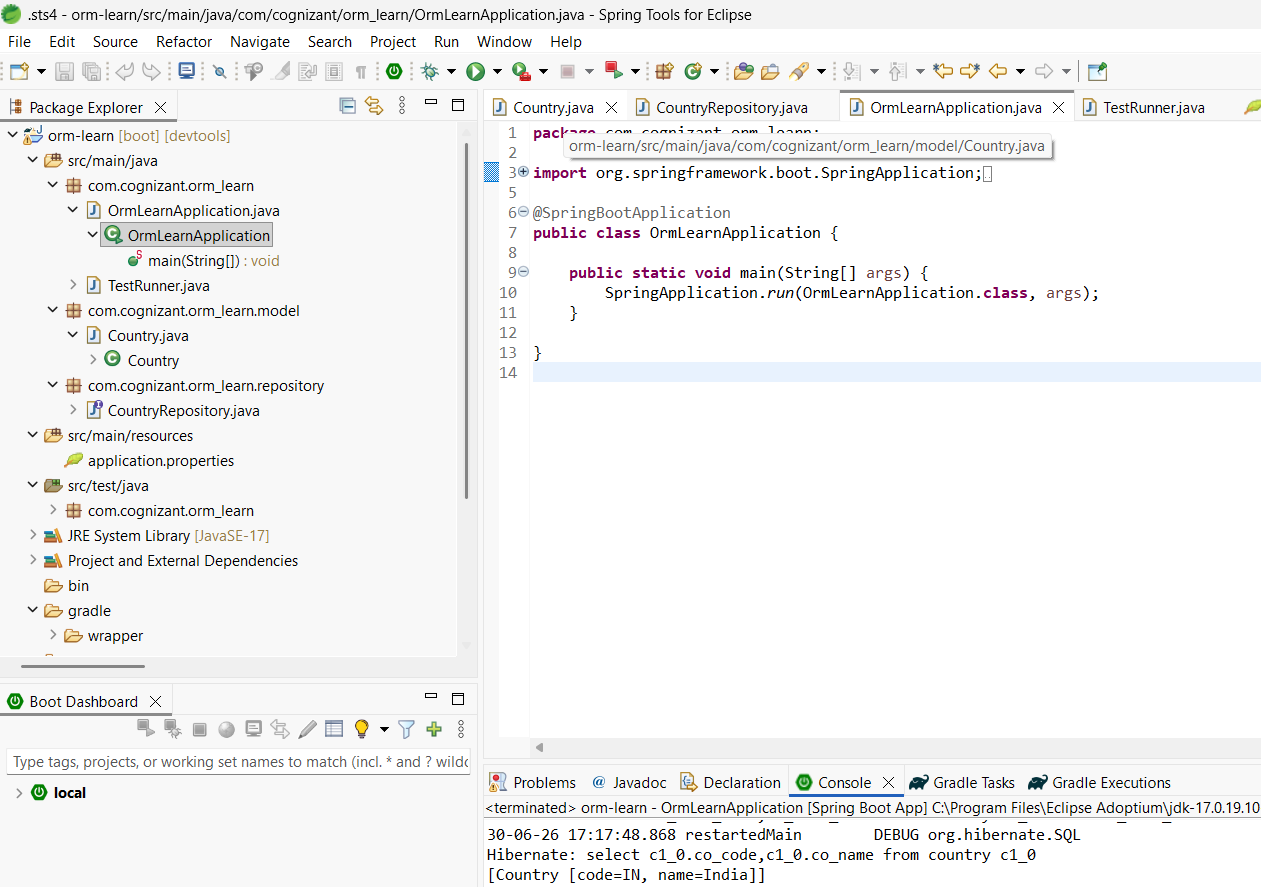 .sts4 - orm-learn/src/main/java/com/cognizant/orm_learn/OrmLearnApplication.java - Spring Tools for Eclipse
File Edit Source Refactor Navigate Search Project Run Window Help
Package Explorer
orm-learn [boot] [devtools]
src/main/java
com.cognizant.orm_learn
OrmLearnApplication.java
OrmLearnApplication
main(String[]) : void
TestRunner.java
com.cognizant.orm_learn.model
Country.java
Country
com.cognizant.orm_learn.repository
CountryRepository.java
src/main/resources
application.properties
src/test/java
com.cognizant.orm_learn
JRE System Library [JavaSE-17]
Project and External Dependencies
bin
gradle
wrapper
Boot Dashboard
Type tags, projects, or working set names to match (incl. * and ? wildc
local
Country.java CountryRepository.java OrmLearnApplication.java TestRunner.java
1 package com.cognizant.orm_learn;
orm-learn/src/main/java/com/cognizant/orm_learn/model/Country.java
2
3 import org.springframework.boot.SpringApplication;
5
6 @SpringBootApplication
7 public class OrmLearnApplication {
8
9 public static void main(String[] args) {
10 SpringApplication.run(OrmLearnApplication.class, args);
11 }
12
13 }
14
Problems Javadoc Declaration Console Gradle Tasks Gradle Executions
<terminated> orm-learn - OrmLearnApplication [Spring Boot App] C:\Program Files\Eclipse Adoptium\jdk-17.0.19.10
30-06-26 17:17:48.868 restartedMain DEBUG org.hibernate.SQL
Hibernate: select c1_0.co_code,c1_0.co_name from country c1_0
[Country [code=IN, name=India]]